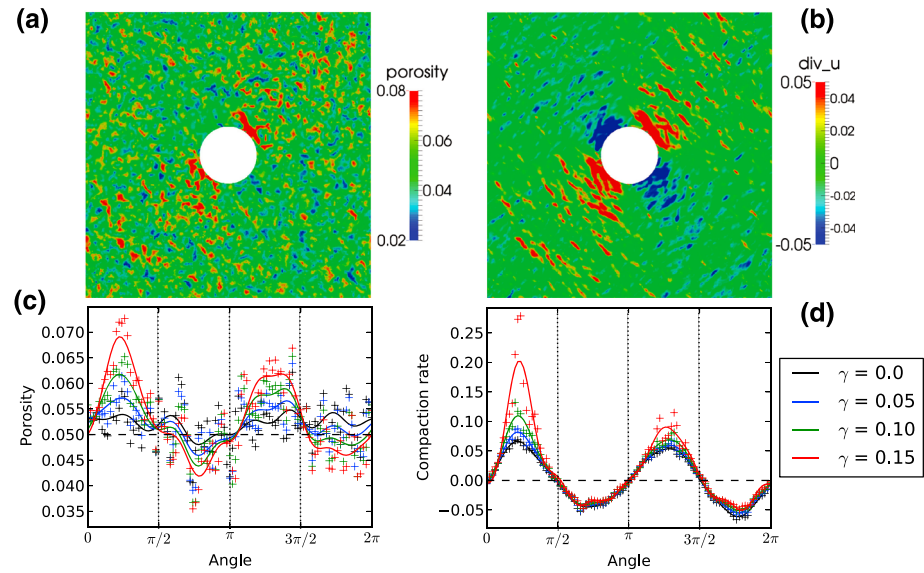 (a)
porosity
0.08
0.06
0.04
0.02
(b)
div_u
0.05
0.04
0.02
0
-0.02
-0.04
-0.05
(c)
0.070
0.065
0.060
0.055
0.050
0.045
0.040
0.035
Porosity
0 π/2 π 3π/2 2π
Angle
(d)
0.25
0.20
0.15
0.10
0.05
0.00
−0.05
Compaction rate
0 π/2 π 3π/2 2π
Angle
γ = 0.0
γ = 0.05
γ = 0.10
γ = 0.15